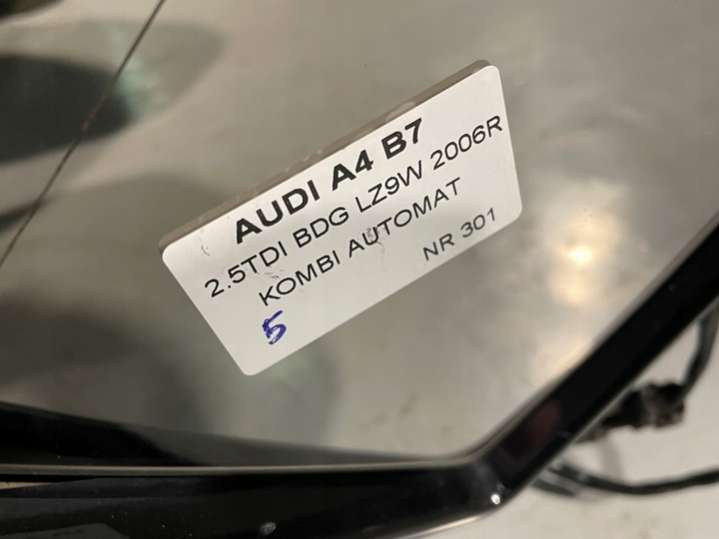 AUDI A4 B7
2.5TDI BDG LZ9W 2006R
KOMBI AUTOMAT
NR 301
5